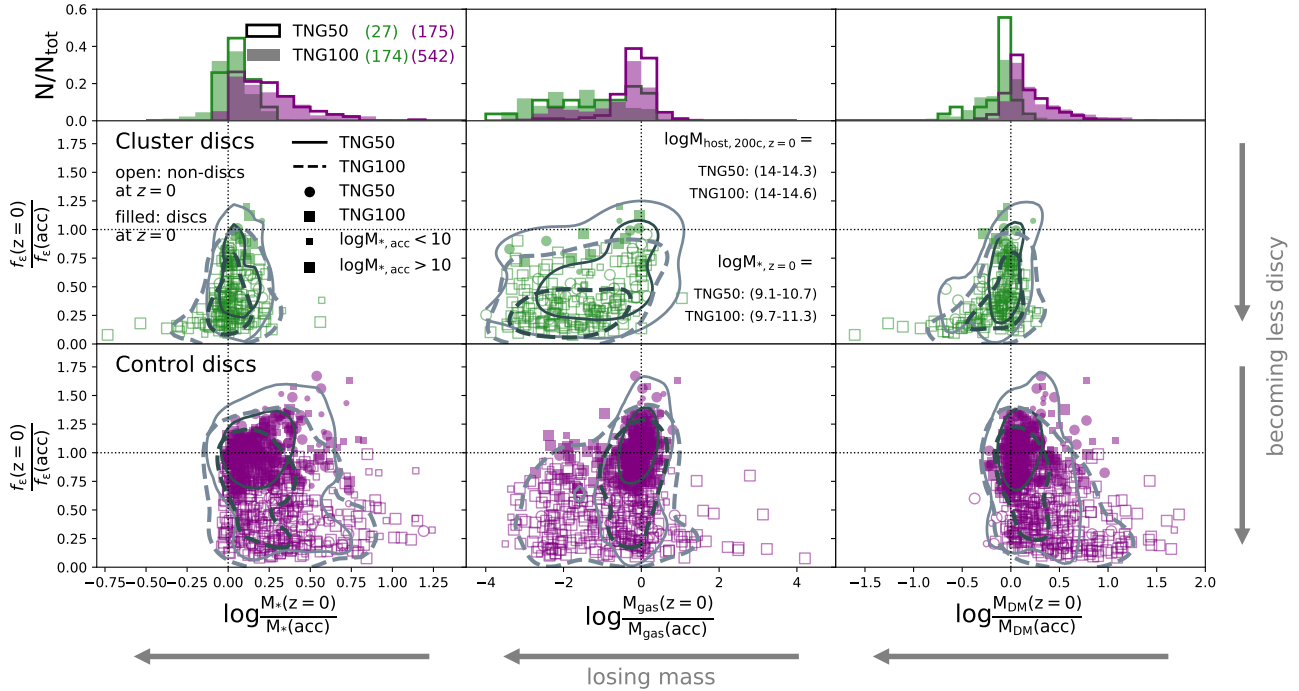 0.6
0.4
0.2
0.0
N/N_tot
TNG50 (27) (175)
TNG100 (174) (542)
Cluster discs
open: non-discs
at z = 0
filled: discs
at z = 0
TNG50
TNG100
TNG50
TNG100
logM_{*, acc} < 10
logM_{*, acc} > 10
logM_{host, 200c, z = 0} =
TNG50: (14-14.3)
TNG100: (14-14.6)
logM_{*, z = 0} =
TNG50: (9.1-10.7)
TNG100: (9.7-11.3)
1.75
1.50
1.25
1.00
0.75
0.50
0.25
0.00
f_ε(z = 0)
f_ε(acc)
Control discs
1.75
1.50
1.25
1.00
0.75
0.50
0.25
0.00
f_ε(z = 0)
f_ε(acc)
becoming less discy
−0.75 −0.50 −0.25 0.00 0.25 0.50 0.75 1.00 1.25
−4 −2 0 2 4
−1.5 −1.0 −0.5 0.0 0.5 1.0 1.5 2.0
log M_*(z = 0)
M_*(acc)
log M_gas(z = 0)
M_gas(acc)
log M_DM(z = 0)
M_DM(acc)
losing mass